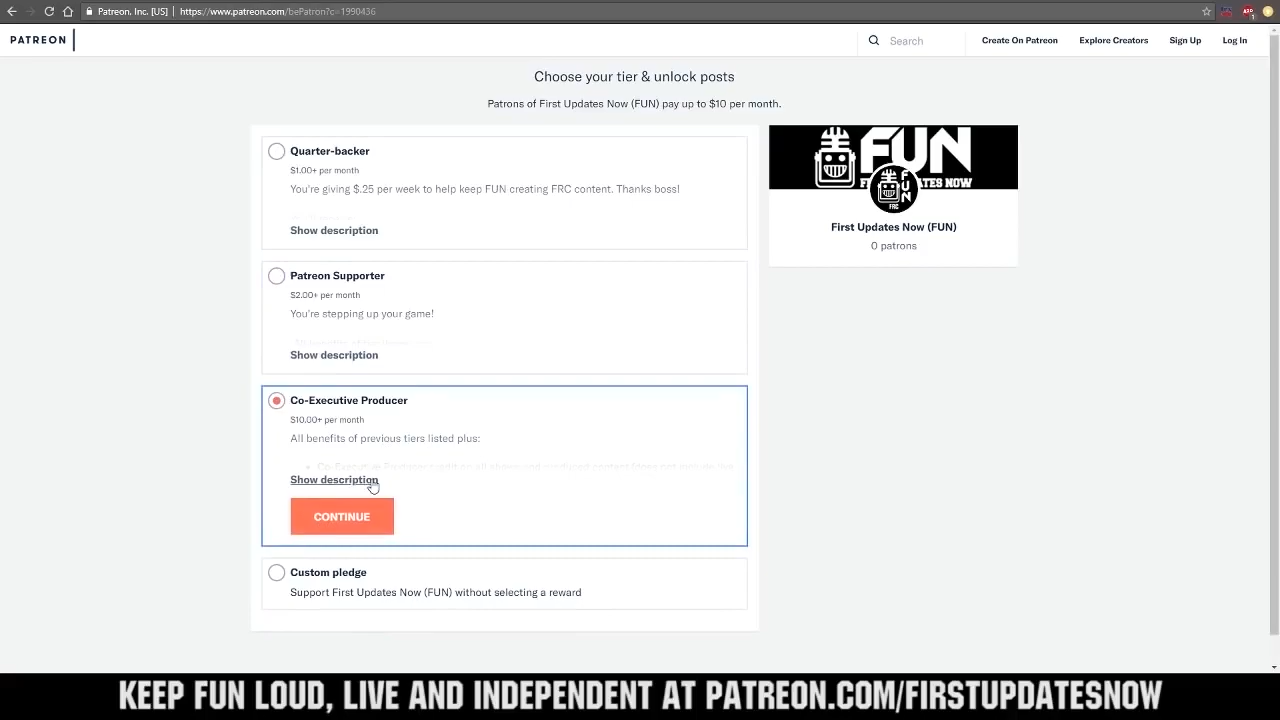 Patreon, Inc. [US] | https://www.patreon.com/bePatron?c=1990436
PATREON
Search
Create On Patreon
Explore Creators
Sign Up
Log In
Choose your tier & unlock posts
Patrons of First Updates Now (FUN) pay up to $10 per month.
Quarter-backer
$1.00+ per month
You're giving $.25 per week to help keep FUN creating FRC content. Thanks boss!
Show description
Patreon Supporter
$2.00+ per month
You're stepping up your game!
Show description
Co-Executive Producer
$10.00+ per month
All benefits of previous tiers listed plus:
Show description
CONTINUE
Custom pledge
Support First Updates Now (FUN) without selecting a reward
FUN
FUN
FRC
First Updates Now (FUN)
0 patrons
KEEP FUN LOUD, LIVE AND INDEPENDENT AT PATREON.COM/FIRSTUPDATESNOW